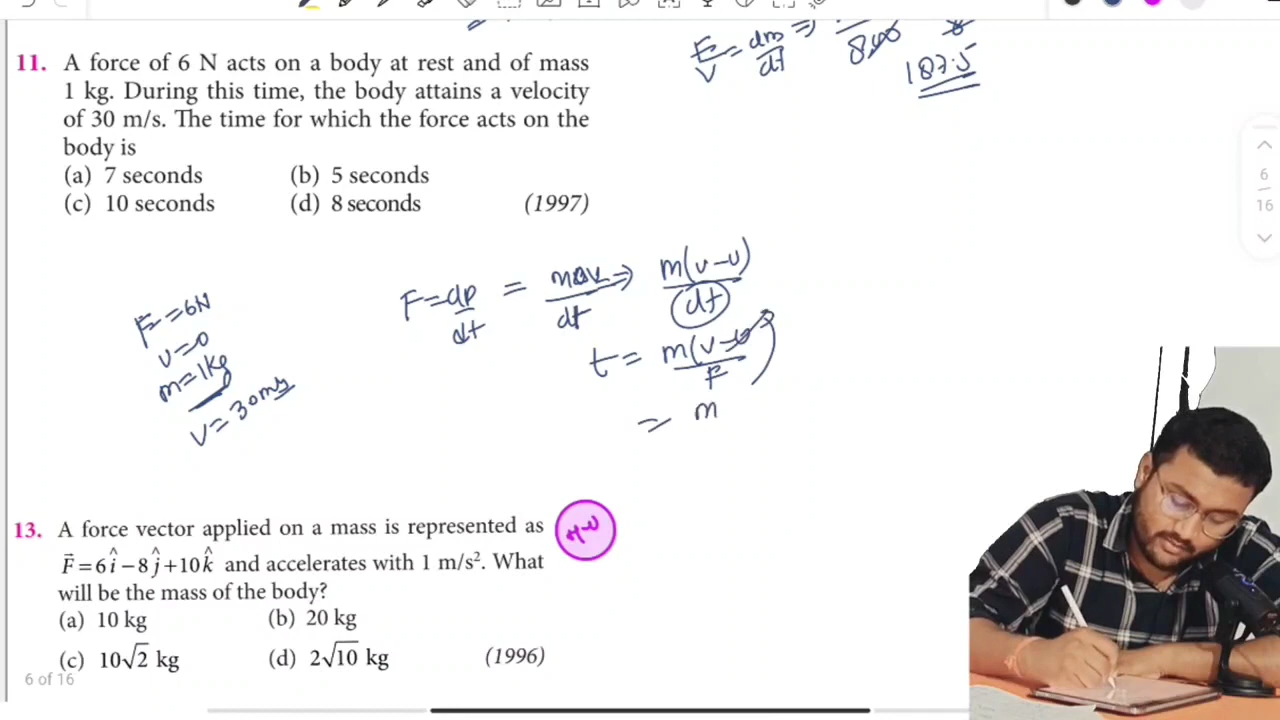 F/V = dm/dt ⇒
840
187.5
11. A force of 6 N acts on a body at rest and of mass
1 kg. During this time, the body attains a velocity
of 30 m/s. The time for which the force acts on the
body is
(a) 7 seconds (b) 5 seconds
(c) 10 seconds (d) 8 seconds (1997)
6
16
F = 6N
u = 0
m = 1kg
v = 30 m/s
F = dp/dt = mΔv/dt ⇒ m(v-u)/dt
t = m(v-u)/F
= m
13. A force vector applied on a mass is represented as
F⃗ = 6î − 8ĵ + 10k̂ and accelerates with 1 m/s². What
will be the mass of the body?
(a) 10 kg (b) 20 kg
(c) 10√2 kg (d) 2√10 kg (1996)
H.W
6 of 16